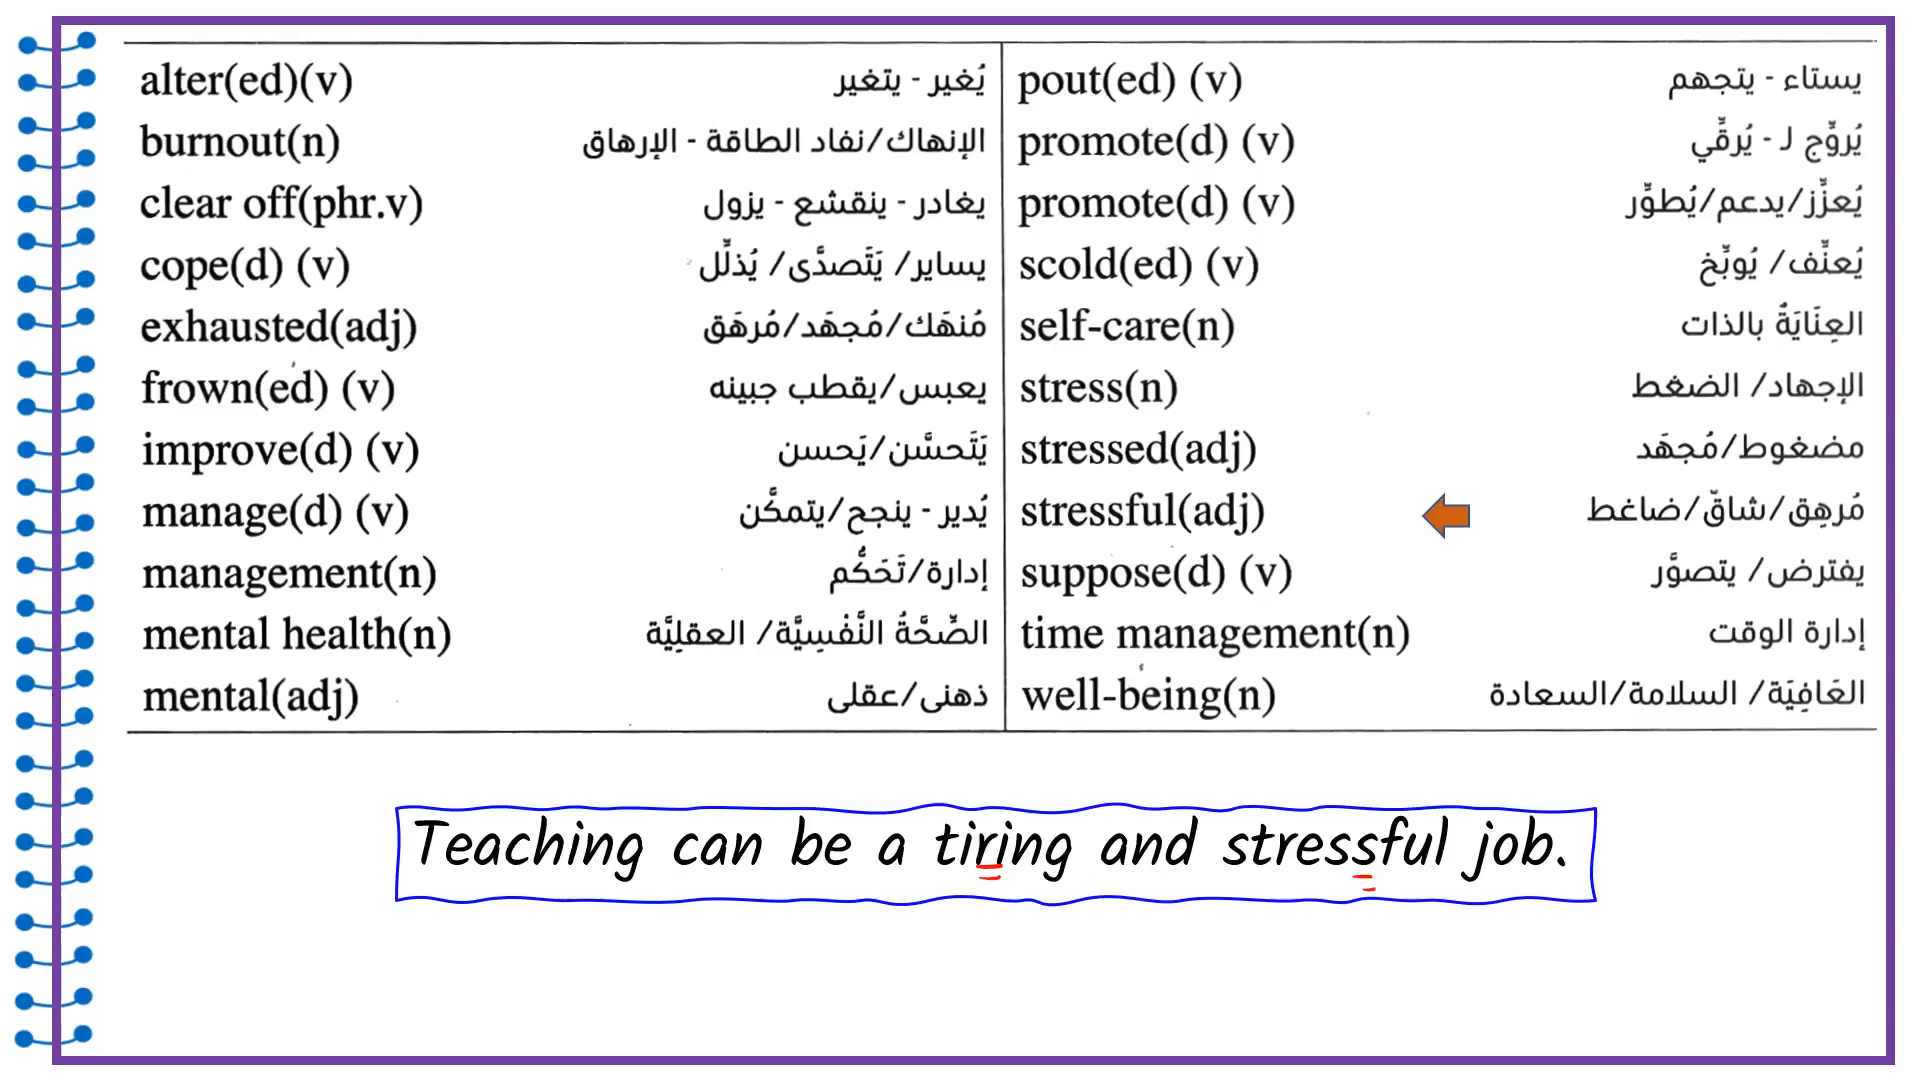 alter(ed)(v) يُغير - يتغير
burnout(n) الإنهاك/نفاد الطاقة - الإرهاق
clear off(phr.v) يغادر - ينقشع - يزول
cope(d) (v) يساير/ يَتَصدَّى/ يُذلِّل
exhausted(adj) مُنهَك/مُجهَد/مُرهَق
frown(ed) (v) يعبس/يقطب جبينه
improve(d) (v) يَتَحسَّن/يَحسن
manage(d) (v) يُدير - ينجح/يتمكَّن
management(n) إدارة/تَحَكُّم
mental health(n) الصِّحَّةُ النَّفْسِيَّة/ العقلِيَّة
mental(adj) ذهنى/عقلى
pout(ed) (v) يستاء - يتجهم
promote(d) (v) يُروِّج لـ - يُرقِّي
promote(d) (v) يُعزِّز/يدعم/يُطوِّر
scold(ed) (v) يُعنِّف/ يُوبِّخ
self-care(n) العِنَايَةُ بالذات
stress(n) الإجهاد/ الضغط
stressed(adj) مضغوط/مُجهَد
stressful(adj) مُرهِق/شاقّ/ضاغط
suppose(d) (v) يفترض/ يتصوَّر
time management(n) إدارة الوقت
well-being(n) العَافِيَة/ السلامة/السعادة
Teaching can be a tiring and stressful job.